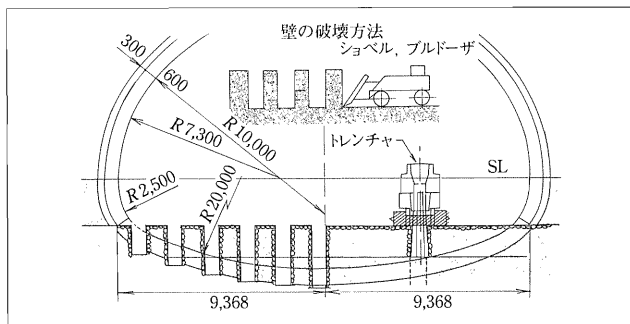 壁の破壊方法
ショベル, ブルドーザ
300
600
R10,000
R7,300
トレンチャ
SL
R2,500
R20,000
9,368
9,368